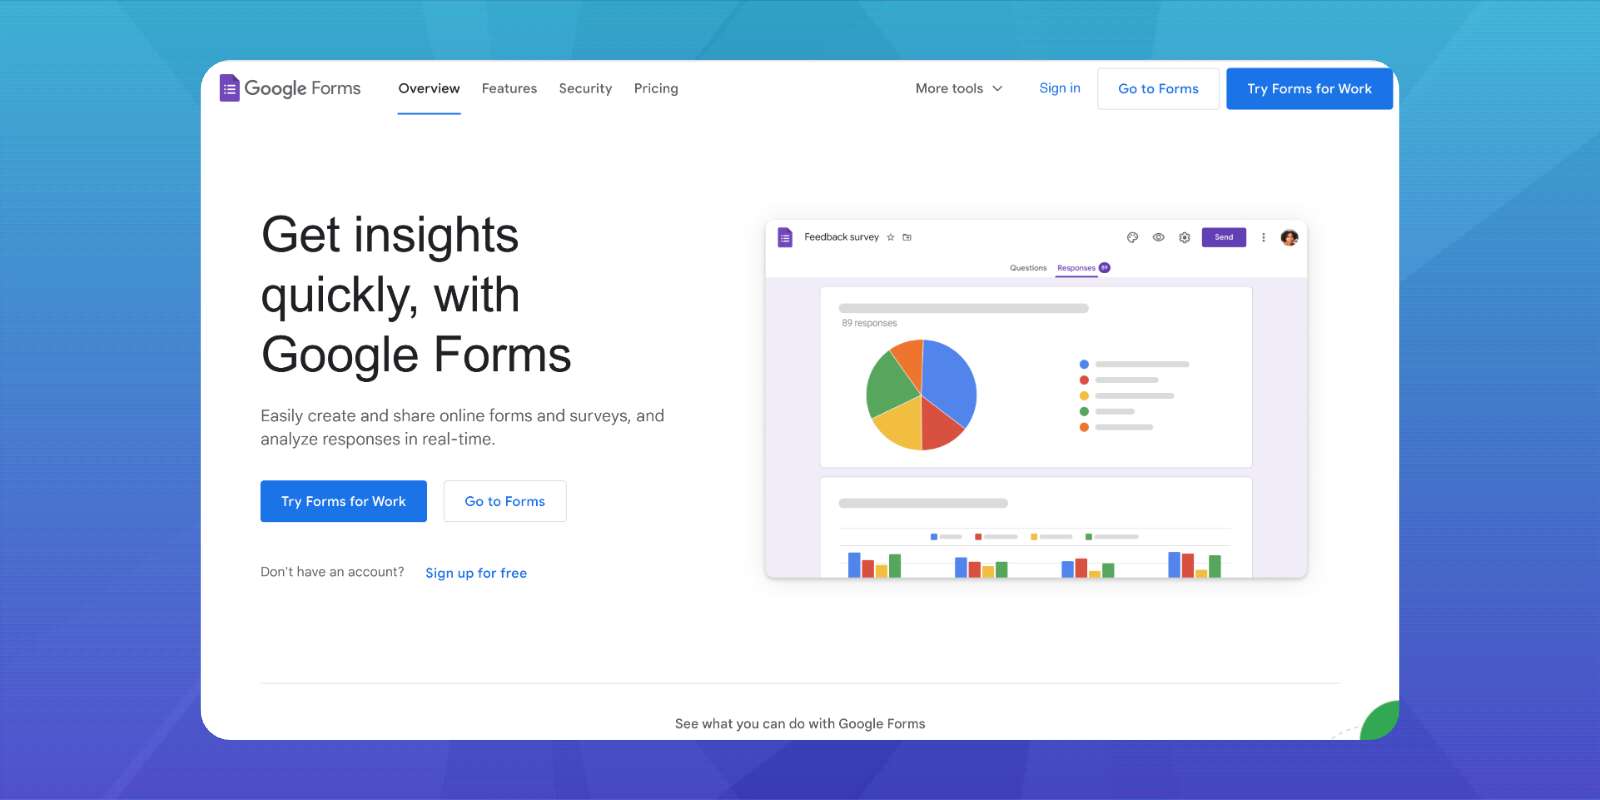 Google Forms
Overview
Features
Security
Pricing
More tools
Sign in
Go to Forms
Try Forms for Work
Get insights
quickly, with
Google Forms
Easily create and share online forms and surveys, and
analyze responses in real-time.
Try Forms for Work
Go to Forms
Don't have an account?
Sign up for free
Feedback survey
Send
Questions
Responses
89
89 responses
See what you can do with Google Forms